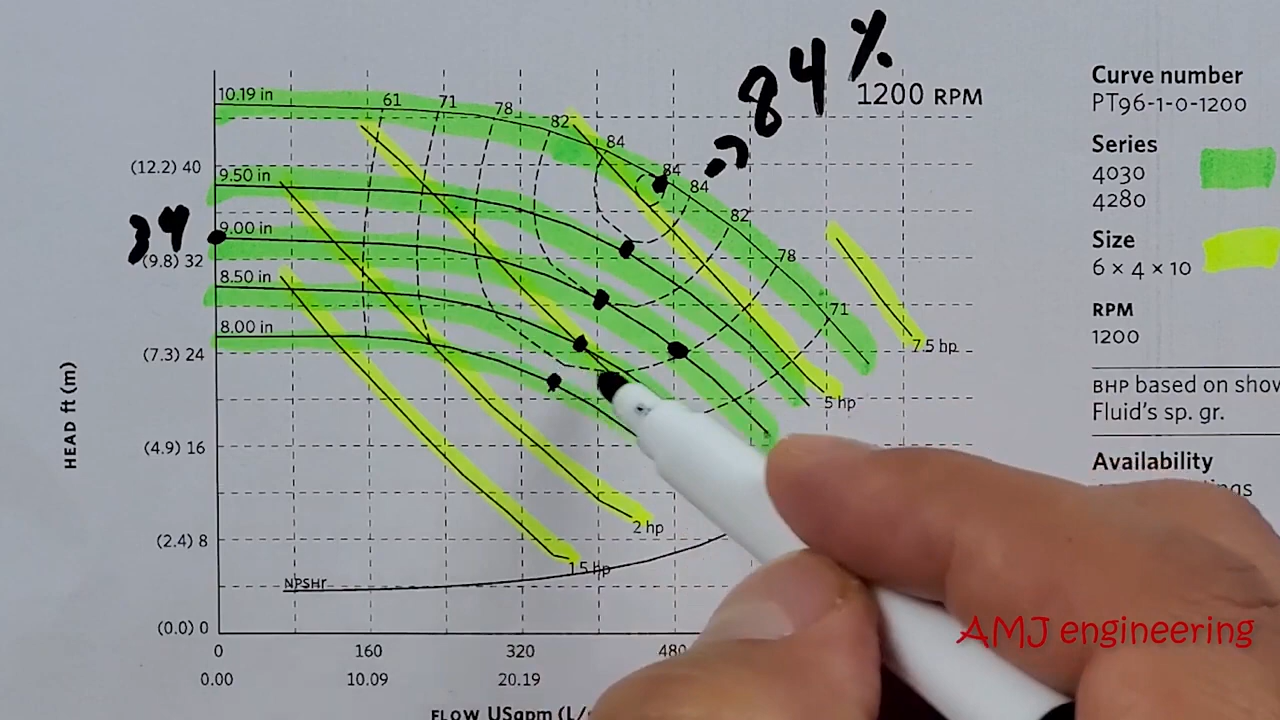 84%
1200 RPM
10.19 in
61
71
78
82
84
84
84
82
78
71
(12.2) 40
9.50 in
34
9.00 in
(9.8) 32
8.50 in
8.00 in
(7.3) 24
7.5 bp
5 hp
(4.9) 16
2 hp
(2.4) 8
1.5 hp
NPSHr
(0.0) 0
HEAD ft (m)
0 160 320 480
0.00 10.09 20.19
FLOW USgpm
Curve number
PT96-1-0-1200
Series
4030
4280
Size
6 × 4 × 10
RPM
1200
BHP based on
Fluid's sp. gr.
Availability
AMJ engineering